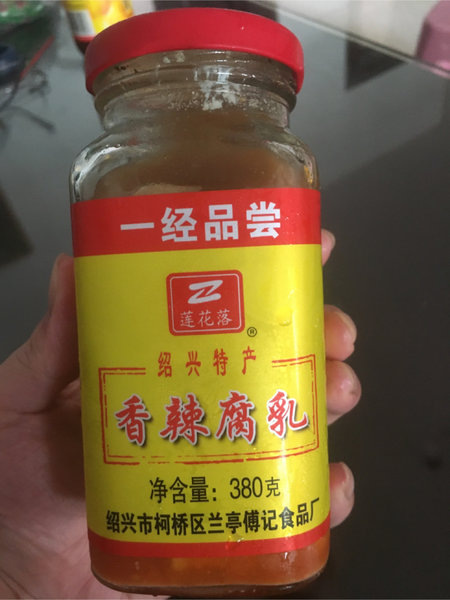 一经品尝
莲花落
®
绍兴特产
香辣腐乳
净含量：380克
绍兴市柯桥区兰亭傅记食品厂